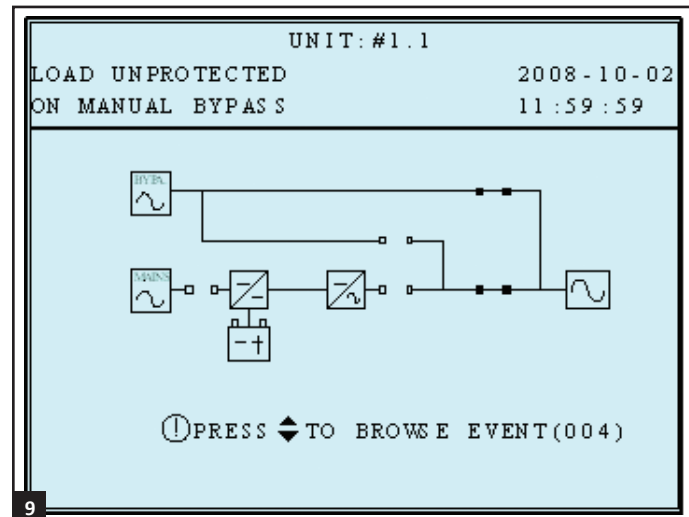 UNIT:#1.1
LOAD UNPROTECTED 2008-10-02
ON MANUAL BYPASS 11:59:59
BYPA.
MAINS
PRESS TO BROWSE EVENT(004)
9